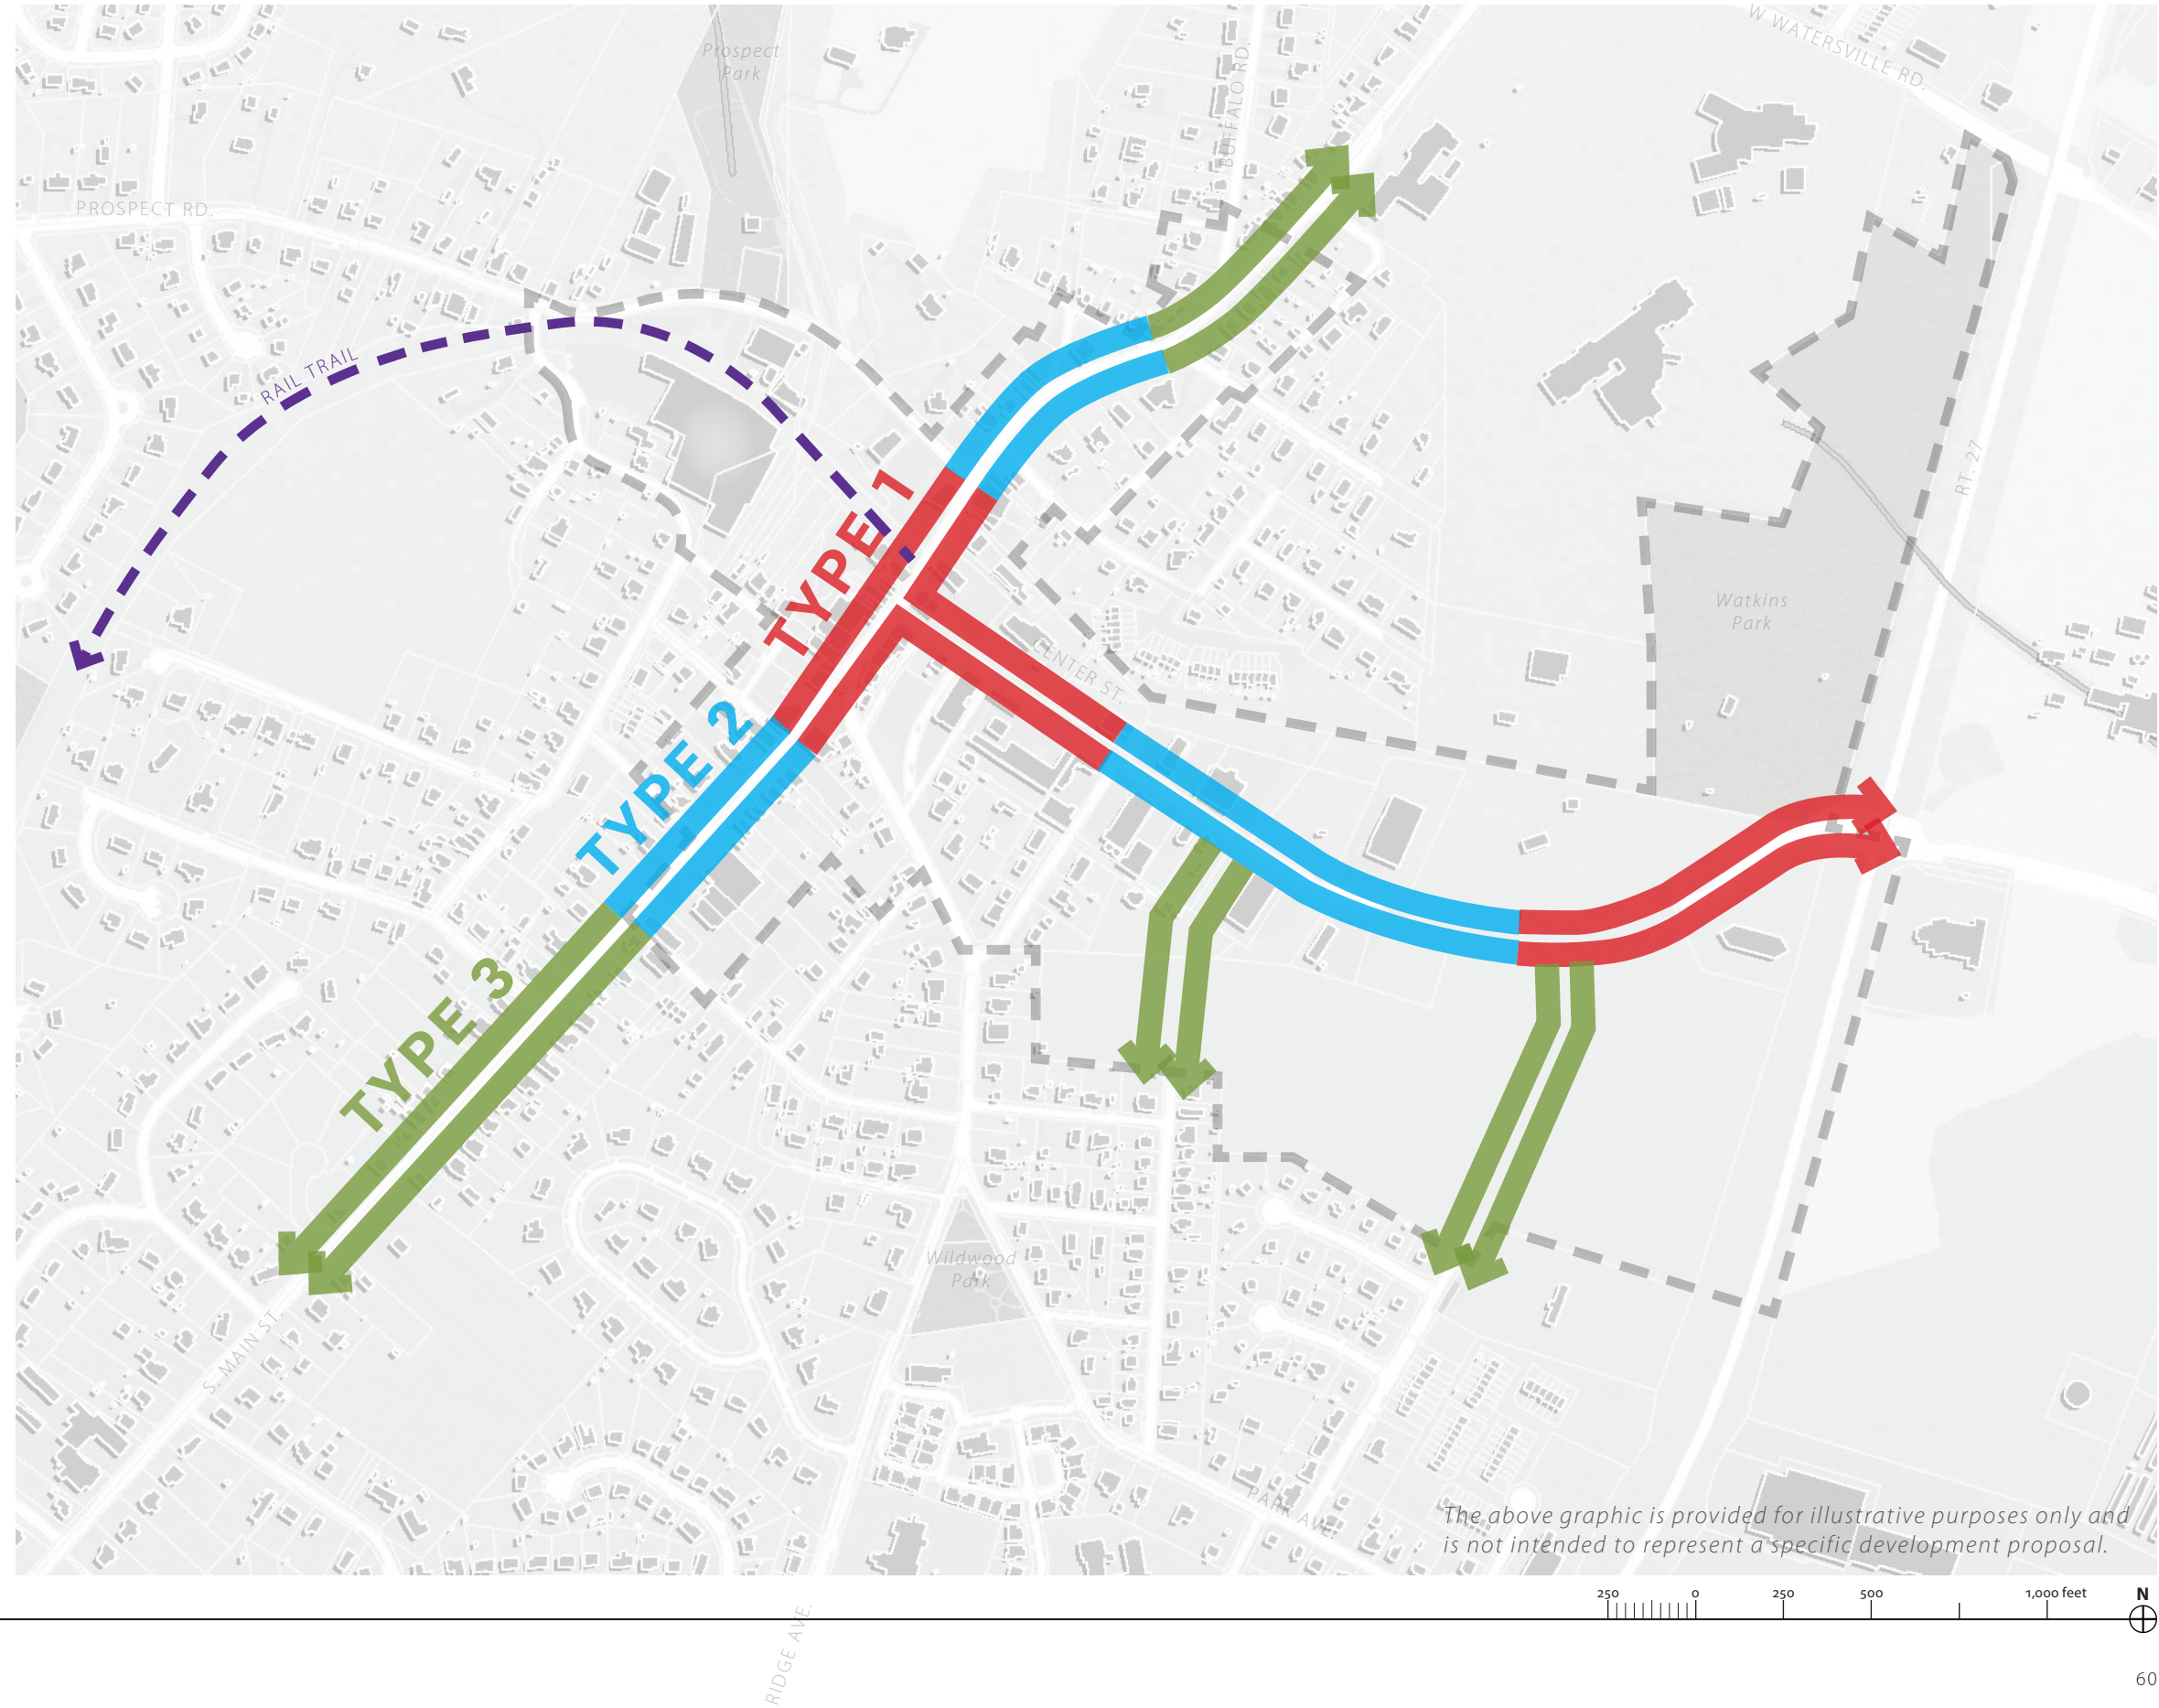 W WATERSVILLE RD.
Prospect
Park
BUFFALO RD.
PROSPECT RD.
RAIL TRAIL
RT. 27
TYPE 1
Watkins
Park
CENTER ST.
TYPE 2
TYPE 3
Wildwood
Park
S. MAIN ST.
PARK AVE.
The above graphic is provided for illustrative purposes only and
is not intended to represent a specific development proposal.
250 0 250 500 1,000 feet N
RIDGE AVE.
60